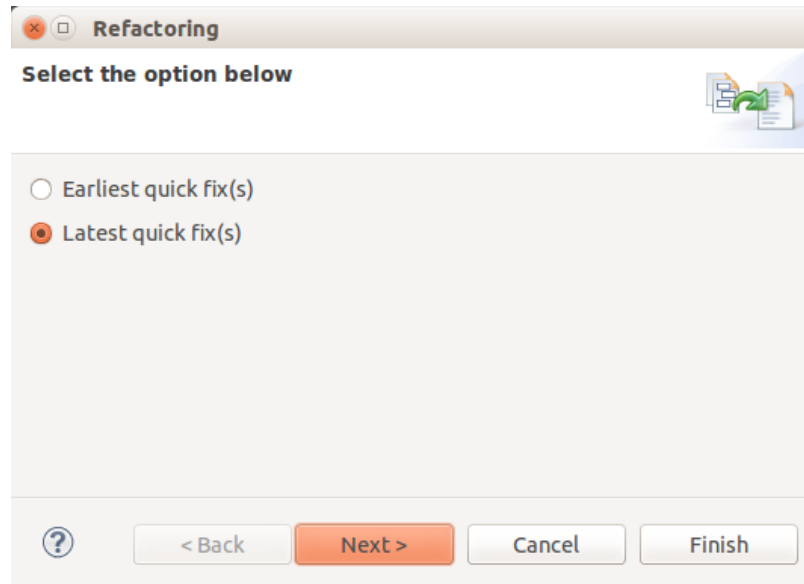 Refactoring
Select the option below
Earliest quick fix(s)
Latest quick fix(s)
? < Back Next > Cancel Finish